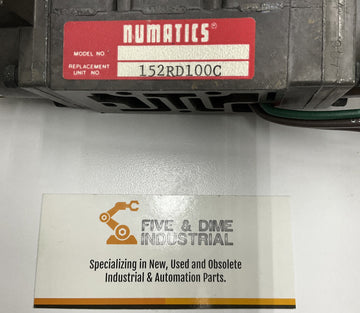 NUMATICS®
MODEL NO.
REPLACEMENT
UNIT NO. 152RD100C
FIVE & DIME
INDUSTRIAL
Specializing in New, Used and Obsolete
Industrial & Automation Parts.